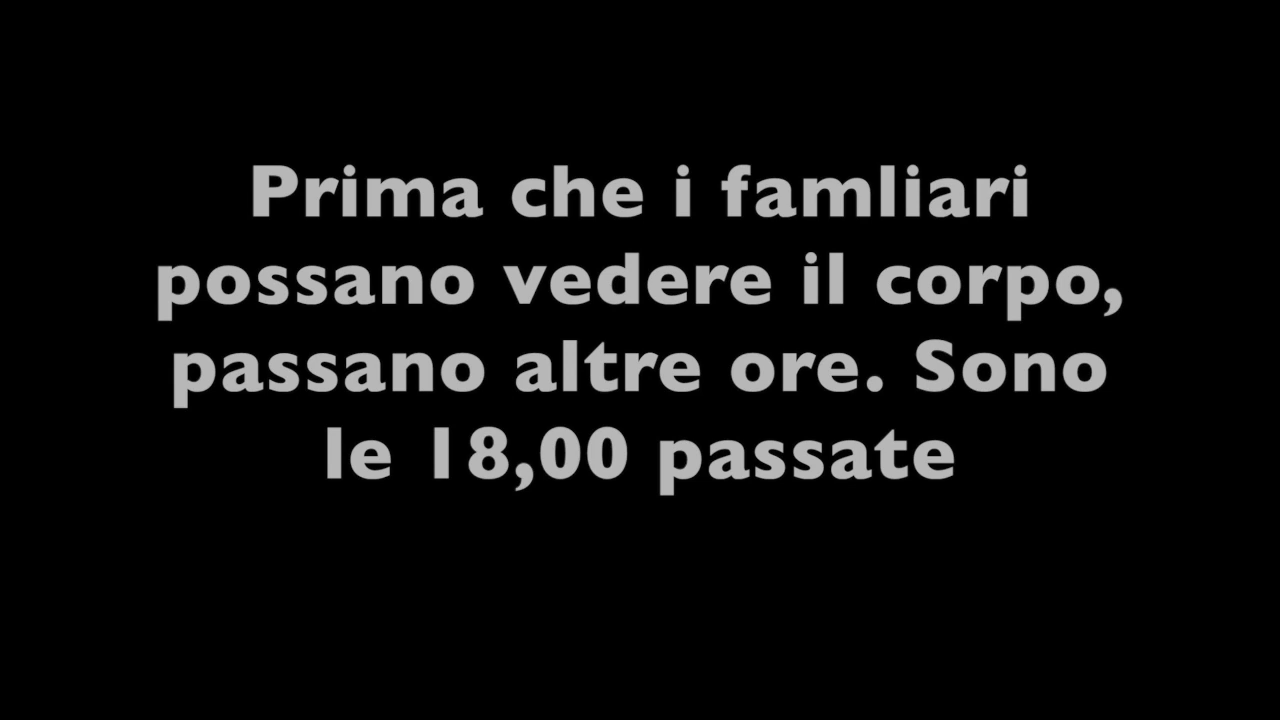 Prima che i famliari
possano vedere il corpo,
passano altre ore. Sono
le 18,00 passate